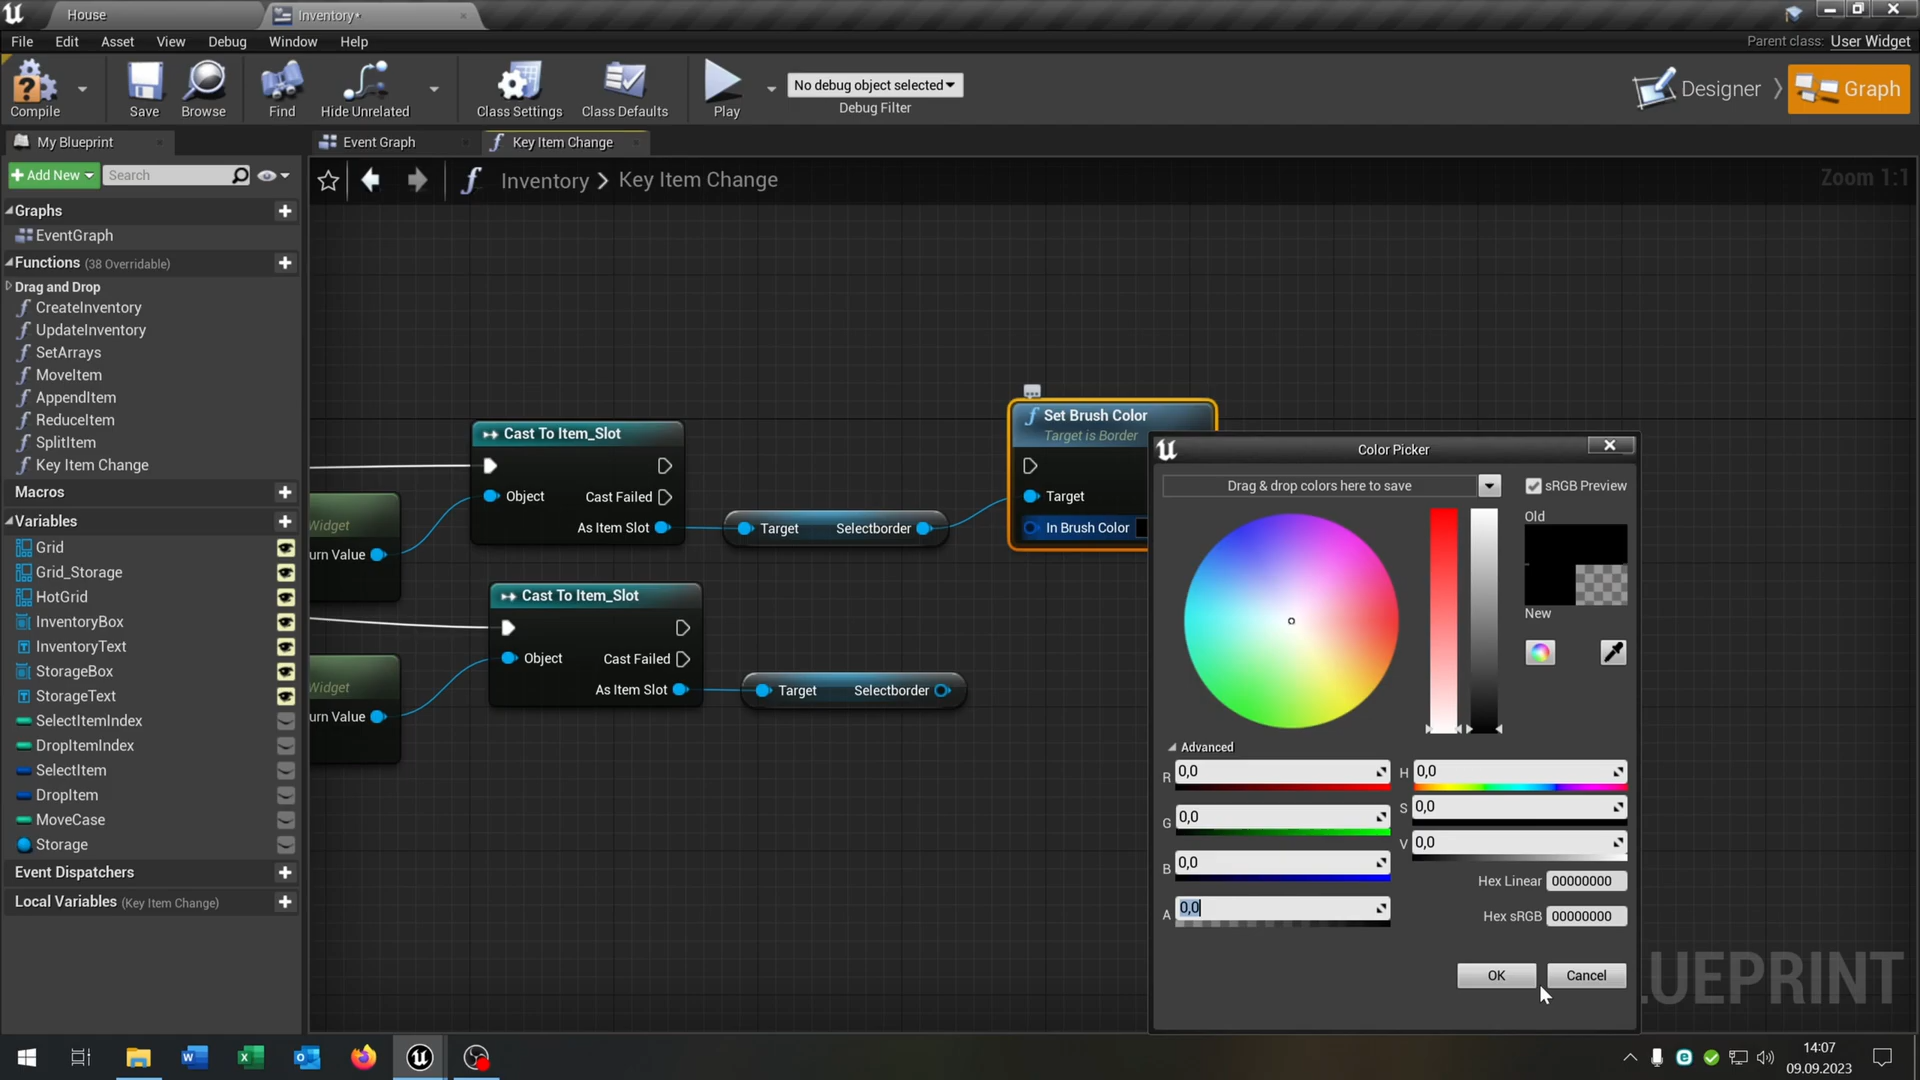 House
Inventory*
File Edit Asset View Debug Window Help
Parent class: User Widget
Compile
Save
Browse
Find
Hide Unrelated
Class Settings
Class Defaults
Play
No debug object selected
Debug Filter
Designer
Graph
My Blueprint
Event Graph
Key Item Change
Add New
Search
Inventory > Key Item Change
Zoom 1:1
Graphs
EventGraph
Functions (38 Overridable)
Drag and Drop
CreateInventory
UpdateInventory
SetArrays
MoveItem
AppendItem
ReduceItem
SplitItem
Key Item Change
Macros
Variables
Grid
Grid_Storage
HotGrid
InventoryBox
InventoryText
StorageBox
StorageText
SelectItemIndex
DropItemIndex
SelectItem
DropItem
MoveCase
Storage
Event Dispatchers
Local Variables (Key Item Change)
Widget
urn Value
Widget
urn Value
Cast To Item_Slot
Object
Cast Failed
As Item Slot
Cast To Item_Slot
Object
Cast Failed
As Item Slot
Target Selectborder
Target Selectborder
Set Brush Color
Target is Border
Target
In Brush Color
Color Picker
Drag & drop colors here to save
sRGB Preview
Old
New
Advanced
R 0,0
G 0,0
B 0,0
A 0,0
H 0,0
S 0,0
V 0,0
Hex Linear 00000000
Hex sRGB 00000000
OK
Cancel
UEPRINT
14:07
09.09.2023